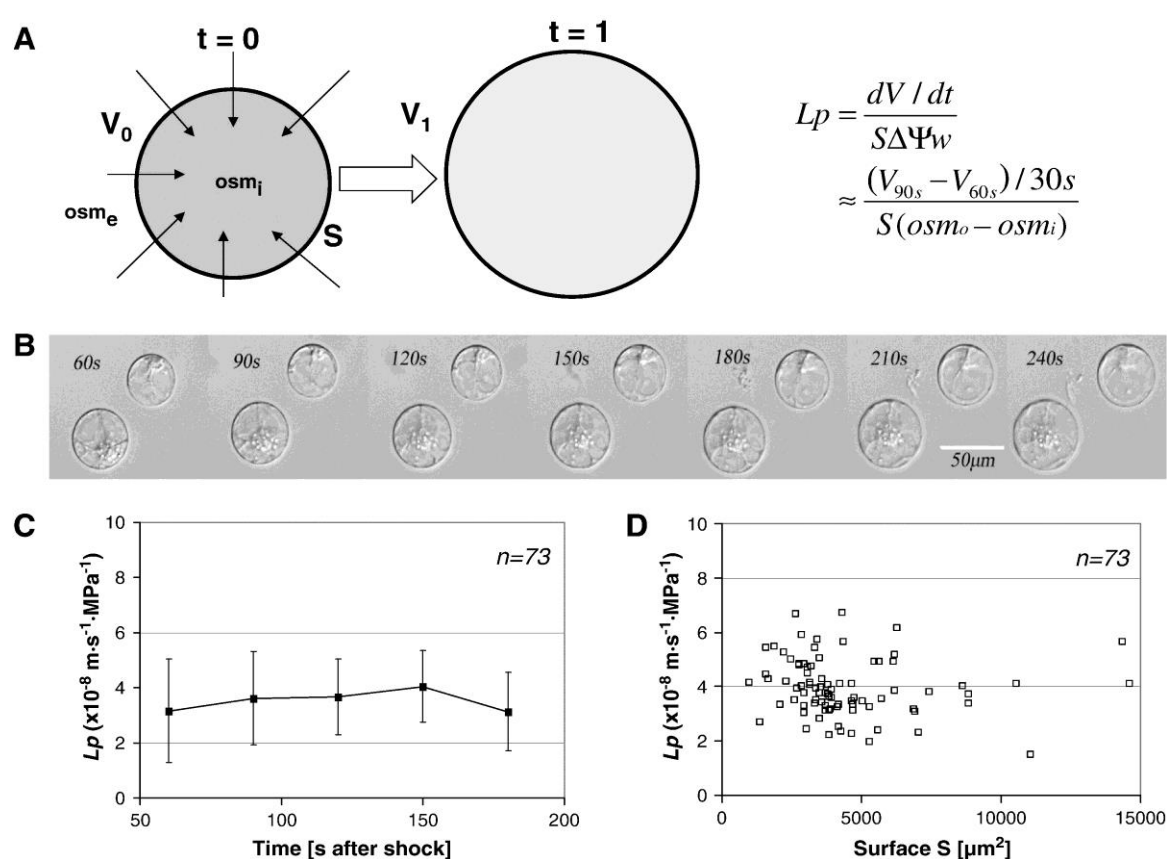 A
t = 0
t = 1
V0
V1
osmi
osme
S
Lp = dV / dt / SΔΨw
≈ (V90s − V60s) / 30s / S(osmo − osmi)
B
60s
90s
120s
150s
180s
210s
240s
50µm
C
n=73
10
8
6
4
2
0
50
100
150
200
Lp (x10-8 m·s-1·MPa-1)
Time [s after shock]
D
n=73
10
8
6
4
2
0
0
5000
10000
15000
Lp (x10-8 m·s-1·MPa-1)
Surface S [µm2]